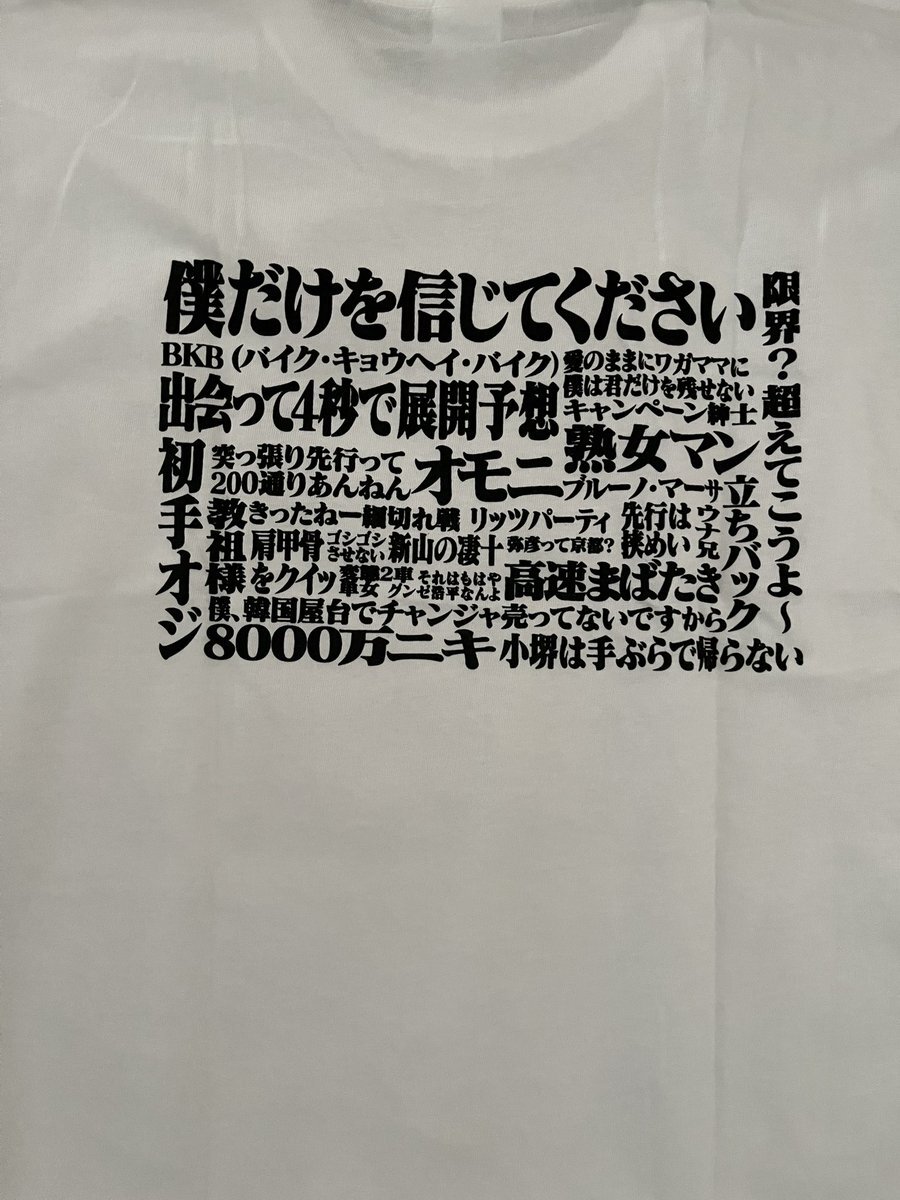 僕だけを信じてください
限界？超えてこうよ〜
BKB（バイク・キョウヘイ・バイク）
愛のままにワガママに
僕は君だけを残せない
出会って4秒で展開予想
キャンペーン紳士
熟女マン
初手オジ
突っ張り先行って
200通りあんねん
オモニ
ブルーノ・マーサ
立ちバック
教祖様
きったねー細切れ戦
リッツパーティ
先行は
挟めい
ウナ兄
肩甲骨
ゴシゴシ
させない
新山の凄十
弥彦って京都？
をクイッ
変態2車
車女
それはもはや
グンゼ浩平なんよ
高速まばたき
僕、韓国屋台でチャンジャ売ってないですから
8000万ニキ
小堺は手ぶらで帰らない